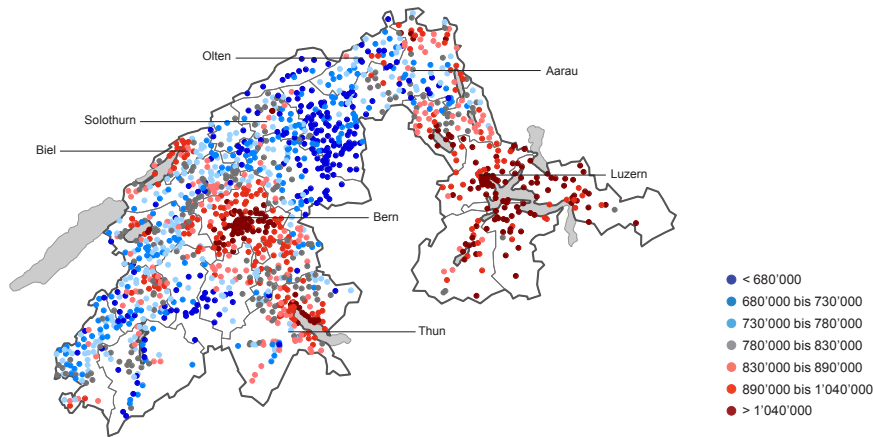 Olten
Aarau
Solothurn
Biel
Luzern
Bern
Thun
< 680'000
680'000 bis 730'000
730'000 bis 780'000
780'000 bis 830'000
830'000 bis 890'000
890'000 bis 1'040'000
> 1'040'000